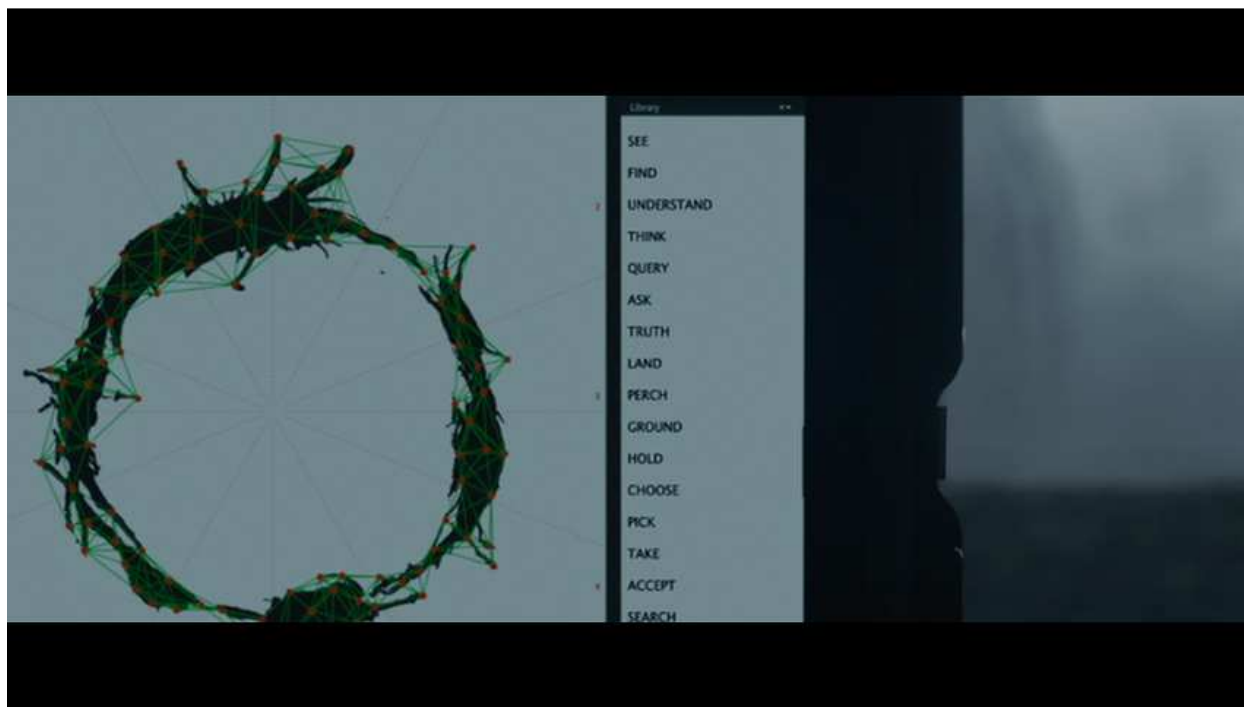 Library
SEE
FIND
UNDERSTAND
THINK
QUERY
ASK
TRUTH
LAND
PERCH
GROUND
HOLD
CHOOSE
PICK
TAKE
ACCEPT
SEARCH